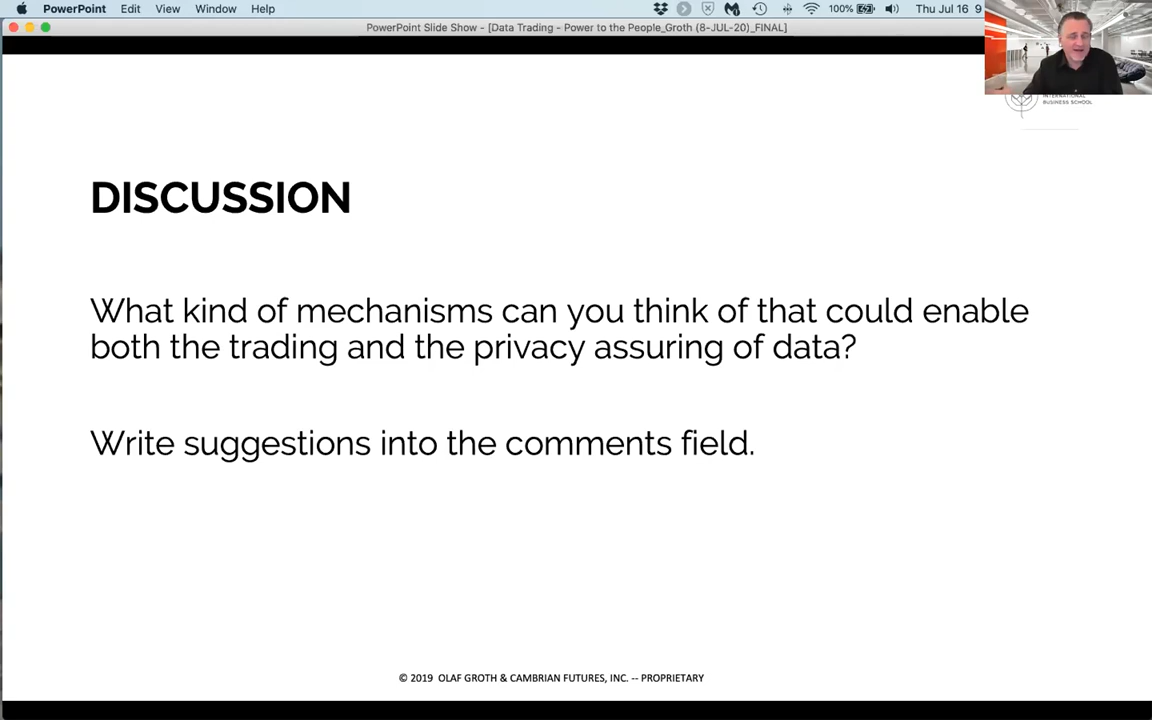 PowerPoint Edit View Window Help 100% Thu Jul 16 9
PowerPoint Slide Show - [Data Trading - Power to the People_Groth (8-JUL-20)_FINAL]
INTERNATIONAL
BUSINESS SCHOOL
DISCUSSION
What kind of mechanisms can you think of that could enable
both the trading and the privacy assuring of data?
Write suggestions into the comments field.
© 2019 OLAF GROTH & CAMBRIAN FUTURES, INC. -- PROPRIETARY